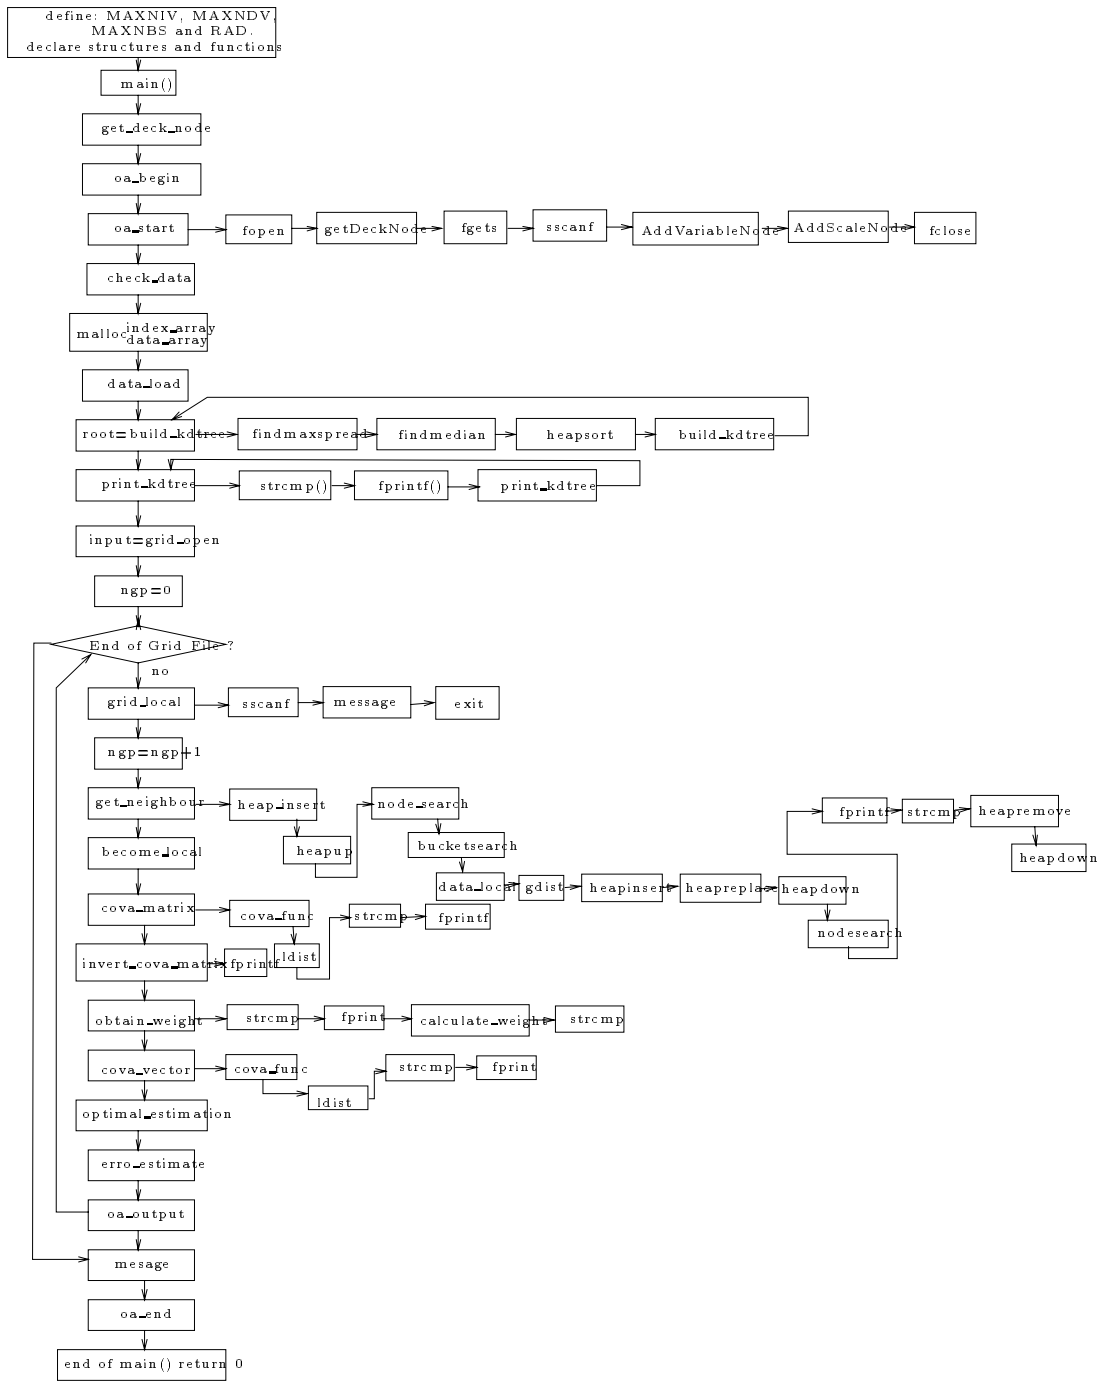 define: MAXNIV, MAXNDV,
MAXNBS and RAD.
declare structures and functions
main()
get_deck_node
oa_begin
oa_start
fopen
getDeckNode
fgets
sscanf
AddVariableNode
AddScaleNode
fclose
check_data
malloc
index_array
data_array
data_load
root=build_kdtree
findmaxspread
findmedian
heapsort
build_kdtree
print_kdtree
strcmp()
fprintf()
print_kdtree
input=grid_open
ngp=0
End of Grid File ?
no
grid_local
sscanf
message
exit
ngp=ngp+1
get_neighbour
heap_insert
node_search
fprintf
strcmp
heapremove
become_local
heapup
bucketsearch
heapdown
data_local
gdist
heapinsert
heapreplace
heapdown
cova_matrix
cova_func
strcmp
fprintf
nodesearch
invert_cova_matrix
fprintf
ldist
obtain_weight
strcmp
fprint
calculate_weight
strcmp
cova_vector
cova_func
strcmp
fprint
ldist
optimal_estimation
erro_estimate
oa_output
mesage
oa_end
end of main() return 0